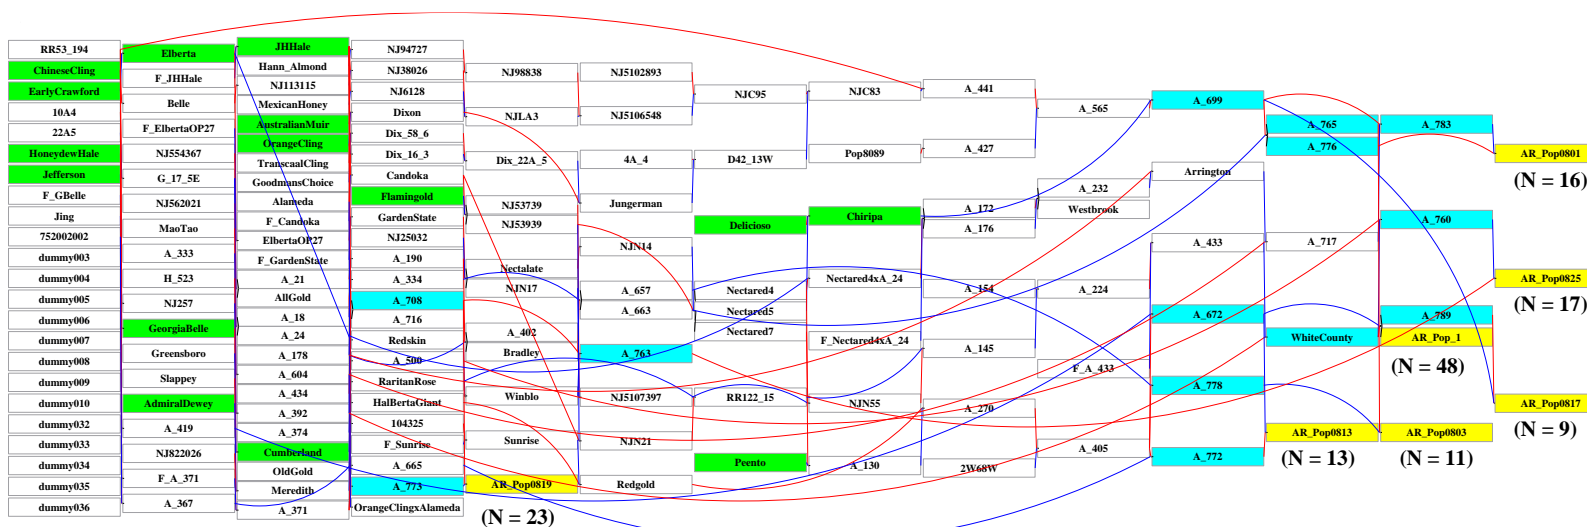 RR53_194
ChineseCling
EarlyCrawford
10A4
22A5
HoneydewHale
Jefferson
F_GBelle
Jing
752002002
dummy003
dummy004
dummy005
dummy006
dummy007
dummy008
dummy009
dummy010
dummy032
dummy033
dummy034
dummy035
dummy036
Elberta
F_JHHale
Belle
F_ElbertaOP27
NJ554367
G_17_5E
NJ562021
MaoTao
A_333
H_523
NJ257
GeorgiaBelle
Greensboro
Slappey
AdmiralDewey
A_419
NJ822026
F_A_371
A_367
JHHale
Hann_Almond
NJ113115
MexicanHoney
AustralianMuir
OrangeCling
TranscaalCling
GoodmansChoice
Alameda
F_Candoka
ElbertaOP27
F_GardenState
A_21
AllGold
A_18
A_24
A_178
A_604
A_434
A_392
A_374
Cumberland
OldGold
Meredith
A_371
NJ94727
NJ38026
NJ6128
Dixon
Dix_58_6
Dix_16_3
Candoka
Flamingold
GardenState
NJ25032
A_190
A_334
A_708
A_716
Redskin
A_500
RaritanRose
HalBertaGiant
104325
F_Sunrise
A_665
A_773
OrangeClingxAlameda
NJ98838
NJLA3
Dix_22A_5
NJ53739
NJ53939
Nectalate
NJN17
A_402
Bradley
Winblo
Sunrise
AR_Pop0819
(N = 23)
NJ5102893
NJ5106548
4A_4
Jungerman
NJN14
A_657
A_663
A_763
NJ5107397
NJN21
Redgold
NJC95
D42_13W
Delicioso
Nectared4
Nectared5
Nectared7
RR122_15
Peento
NJC83
Pop8089
Chiripa
Nectared4xA_24
F_Nectared4xA_24
NJN55
A_130
A_441
A_427
A_172
A_176
A_154
A_145
A_270
2W68W
A_565
A_232
Westbrook
A_224
F_A_433
A_405
A_699
Arrington
A_433
A_672
A_778
A_772
A_765
A_776
A_717
WhiteCounty
AR_Pop0813
(N = 13)
A_783
A_760
A_789
AR_Pop_1
(N = 48)
AR_Pop0803
(N = 11)
AR_Pop0801
(N = 16)
AR_Pop0825
(N = 17)
AR_Pop0817
(N = 9)